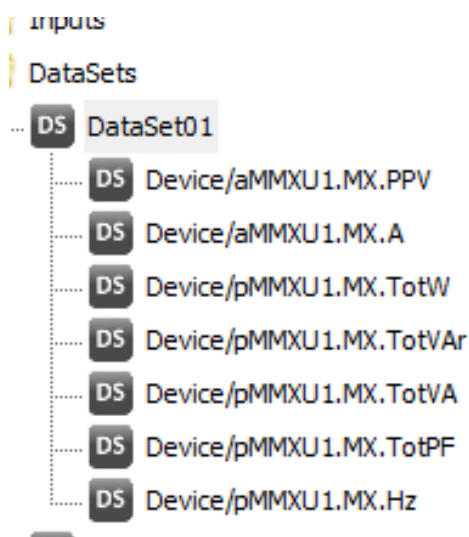 Inputs
DataSets
DS DataSet01
DS Device/aMMXU1.MX.PPV
DS Device/aMMXU1.MX.A
DS Device/pMMXU1.MX.TotW
DS Device/pMMXU1.MX.TotVAr
DS Device/pMMXU1.MX.TotVA
DS Device/pMMXU1.MX.TotPF
DS Device/pMMXU1.MX.Hz